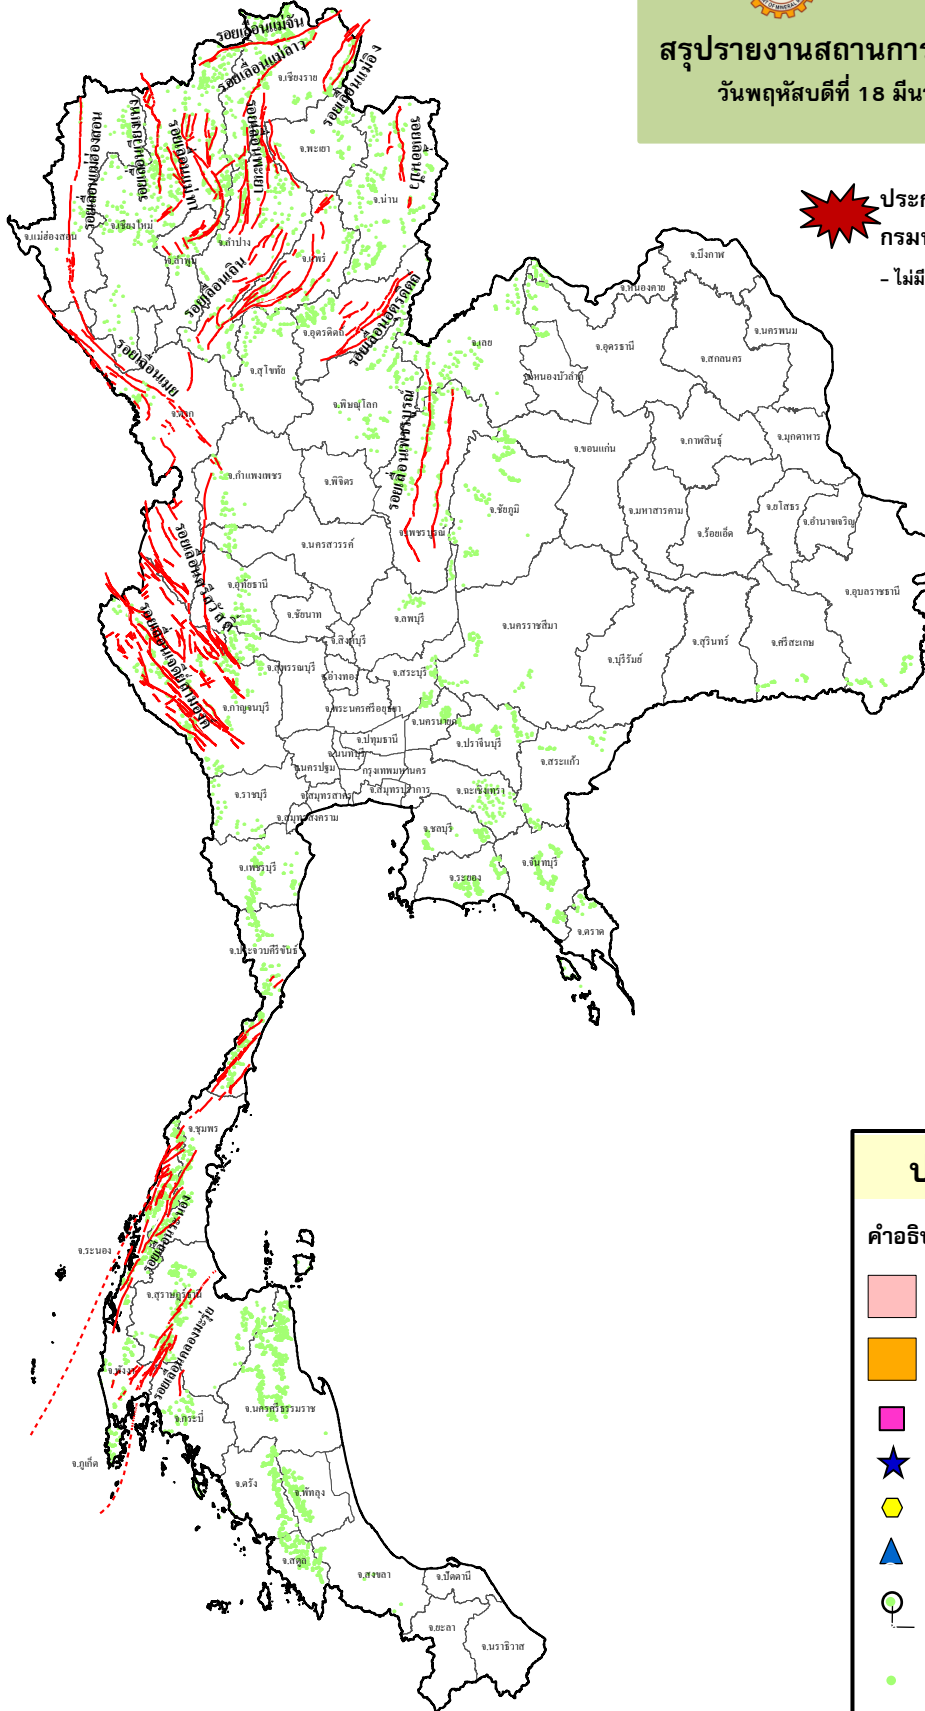 สรุปรายงานสถานการ
วันพฤหัสบดีที่ 18 มีน
ประก
กรม
- ไม่มี
รอยเลื่อนแม่จัน
รอยเลื่อนแม่ลาว
จ.เชียงราย
รอยเลื่อนแม่อิง
รอยเลื่อนพะเยา
จ.พะเยา
รอยเลื่อนปัว
จ.น่าน
รอยเลื่อนแม่ทา
จ.แม่ฮ่องสอน
จ.เชียงใหม่
จ.ลำพูน
จ.ลำปาง
จ.แพร่
รอยเลื่อนเถิน
จ.อุตรดิตถ์
รอยเลื่อนอุตรดิตถ์
รอยเลื่อนเมย
จ.สุโขทัย
จ.ตาก
จ.พิษณุโลก
รอยเลื่อนเพชรบูรณ์
จ.เลย
จ.บึงกาฬ
จ.หนองคาย
จ.นครพนม
จ.อุดรธานี
จ.สกลนคร
จ.หนองบัวลำภู
จ.ขอนแก่น
จ.กาฬสินธุ์
จ.มุกดาหาร
จ.กำแพงเพชร
จ.พิจิตร
จ.เพชรบูรณ์
จ.ชัยภูมิ
จ.มหาสารคาม
จ.ร้อยเอ็ด
จ.ยโสธร
จ.อำนาจเจริญ
จ.อุบลราชธานี
จ.นครสวรรค์
รอยเลื่อนศรีสวัสดิ์
จ.อุทัยธานี
จ.ชัยนาท
จ.ลพบุรี
จ.นครราชสีมา
จ.บุรีรัมย์
จ.สุรินทร์
จ.ศรีสะเกษ
รอยเลื่อนเจดีย์สามองค์
จ.สิงห์บุรี
จ.สุพรรณบุรี
จ.อ่างทอง
จ.สระบุรี
จ.กาญจนบุรี
จ.พระนครศรีอยุธยา
จ.นครนายก
จ.ปทุมธานี
จ.ปราจีนบุรี
จ.นนทบุรี
จ.สระแก้ว
จ.นครปฐม
กรุงเทพมหานคร
จ.ราชบุรี
จ.สมุทรสาคร
จ.สมุทรปราการ
จ.ฉะเชิงเทรา
จ.สมุทรสงคราม
จ.ชลบุรี
จ.เพชรบุรี
จ.ระยอง
จ.จันทบุรี
จ.ตราด
จ.ประจวบคีรีขันธ์
จ.ชุมพร
รอยเลื่อนระนอง
จ.ระนอง
จ.สุราษฎร์ธานี
รอยเลื่อนคลองมะรุ่ย
จ.พังงา
จ.กระบี่
จ.นครศรีธรรมราช
จ.ภูเก็ต
จ.ตรัง
จ.พัทลุง
จ.สตูล
จ.สงขลา
จ.ปัตตานี
จ.ยะลา
จ.นราธิวาส
คำอธิบ